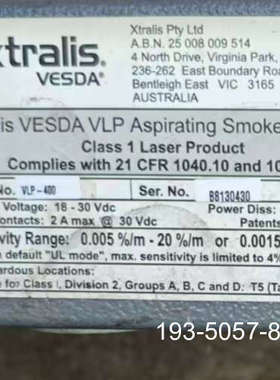 xtralis
VESDA®
Xtralis Pty Ltd
A.B.N. 25 008 009 514
4 North Drive, Virginia Park,
236-262 East Boundary Road
Bentleigh East VIC 3165
AUSTRALIA
is VESDA VLP Aspirating Smoke
Class 1 Laser Product
Complies with 21 CFR 1040.10 and 10
No. VLP-400 Ser. No. B8130430
Voltage: 18 - 30 Vdc Power Diss:
ontacts: 2 A max @ 30 Vdc Patents
ivity Range: 0.005 %/m - 20 %/m or 0.0015
efault "UL mode", max. sensitivity is limited to 4%
ardous Locations:
e for Class I, Division 2, Groups A, B, C and D: T5 (Ta
193-5057-8